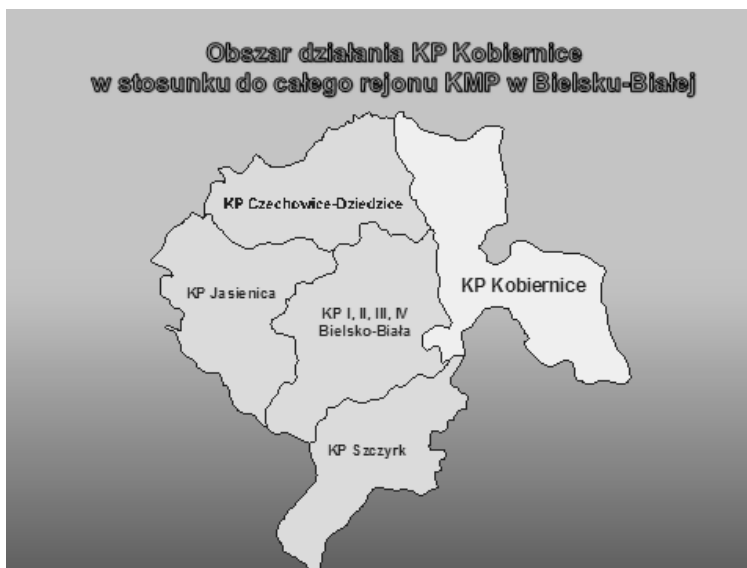 Obszar działania KP Kobiernice
w stosunku do całego rejonu KMP w Bielsku-Białej
KP Czechowice-Dziedzice
KP Jasienica
KP I, II, III, IV
Bielsko-Biała
KP Kobiernice
KP Szczyrk